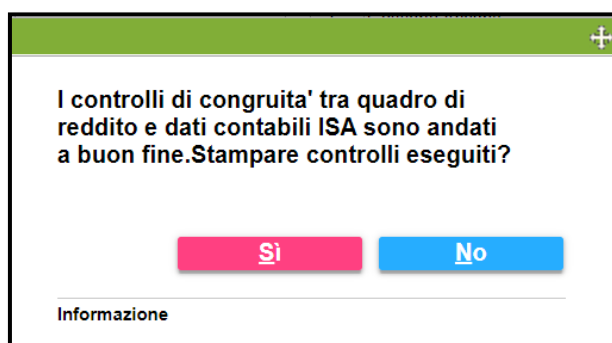 I controlli di congruita' tra quadro di
reddito e dati contabili ISA sono andati
a buon fine.Stampare controlli eseguiti?
Sì
No
Informazione